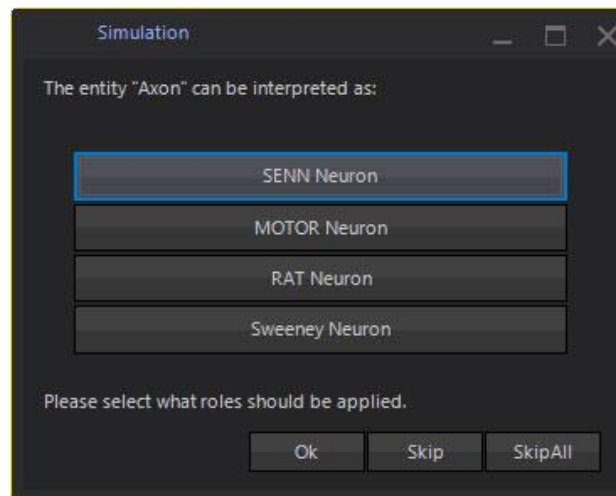 Simulation
The entity "Axon" can be interpreted as:
SENN Neuron
MOTOR Neuron
RAT Neuron
Sweeney Neuron
Please select what roles should be applied.
Ok Skip SkipAll